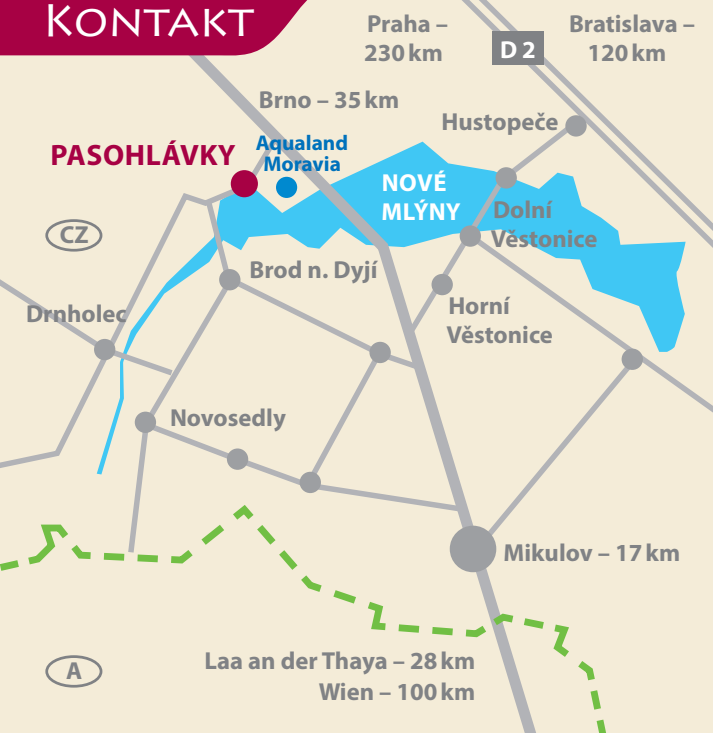 KONTAKT
Praha –
230 km
D 2
Bratislava –
120 km
Brno – 35 km
Hustopeče
PASOHLÁVKY
Aqualand
Moravia
NOVÉ
MLÝNY
Dolní
Věstonice
CZ
Brod n. Dyjí
Horní
Věstonice
Drnholec
Novosedly
Mikulov – 17 km
A
Laa an der Thaya – 28 km
Wien – 100 km